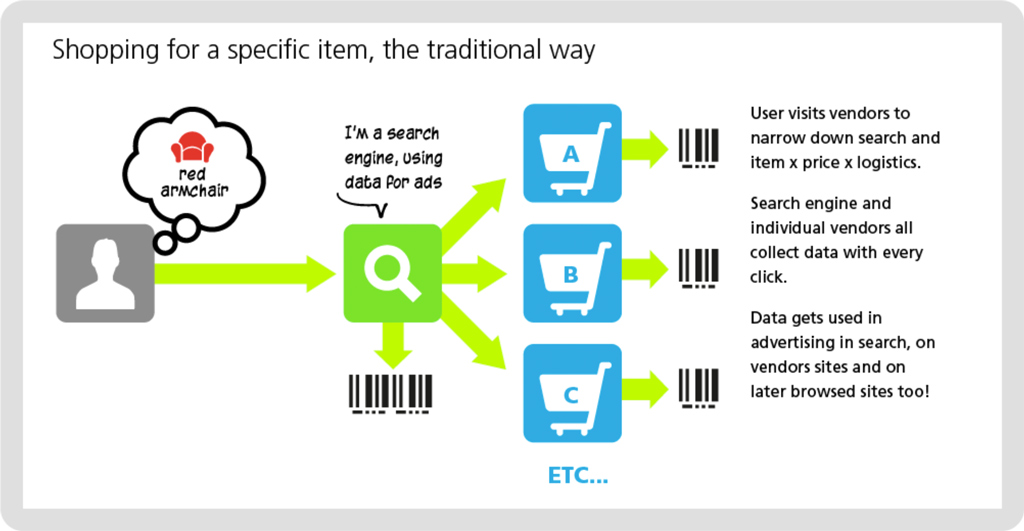 Shopping for a specific item, the traditional way
red
armchair
I'm a search
engine, using
data for ads
A
B
C
ETC...
User visits vendors to
narrow down search and
item x price x logistics.
Search engine and
individual vendors all
collect data with every
click.
Data gets used in
advertising in search, on
vendors sites and on
later browsed sites too!